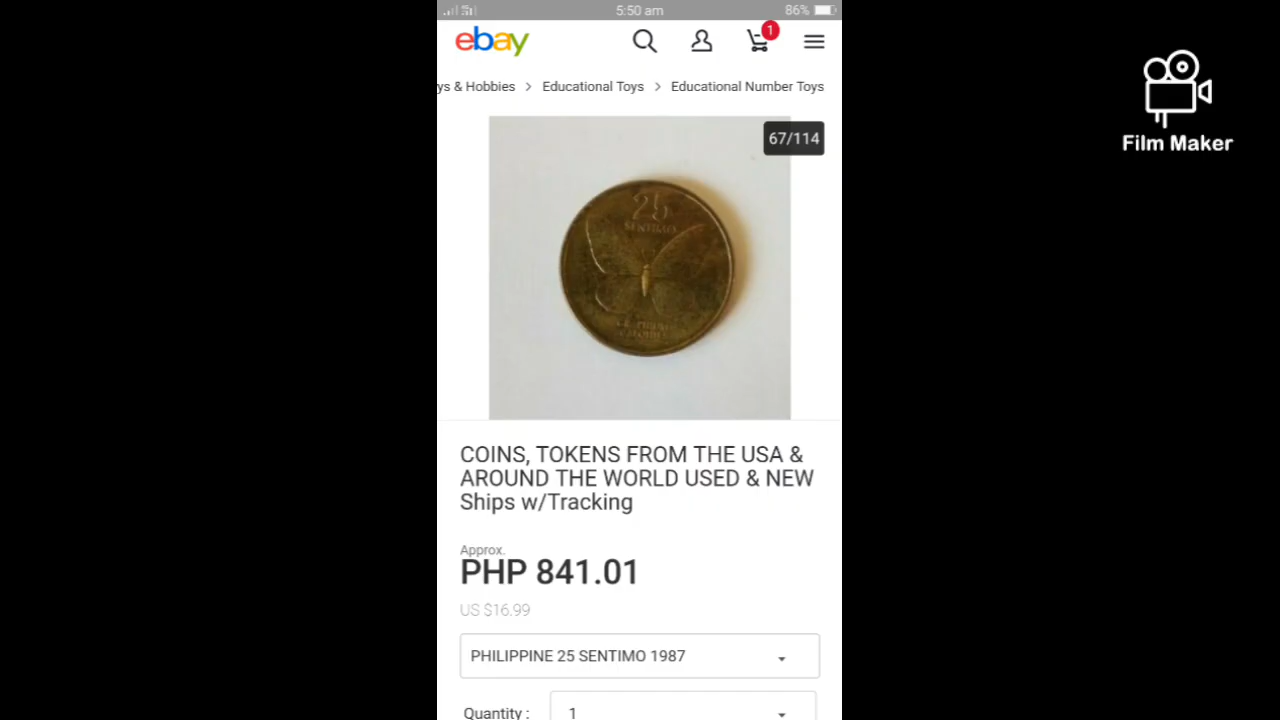 5:50 am
86%
ebay
1
ys & Hobbies > Educational Toys > Educational Number Toys
67/114
Film Maker
25
SENTIMO
COINS, TOKENS FROM THE USA &
AROUND THE WORLD USED & NEW
Ships w/Tracking
Approx.
PHP 841.01
US $16.99
PHILIPPINE 25 SENTIMO 1987
Quantity : 1